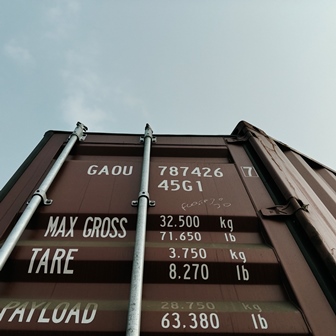 GAOU 787426 7
45G1
MAX GROSS 32.500 kg
71.650 lb
TARE 3.750 kg
8.270 lb
PAYLOAD 28.750 kg
63.380 lb